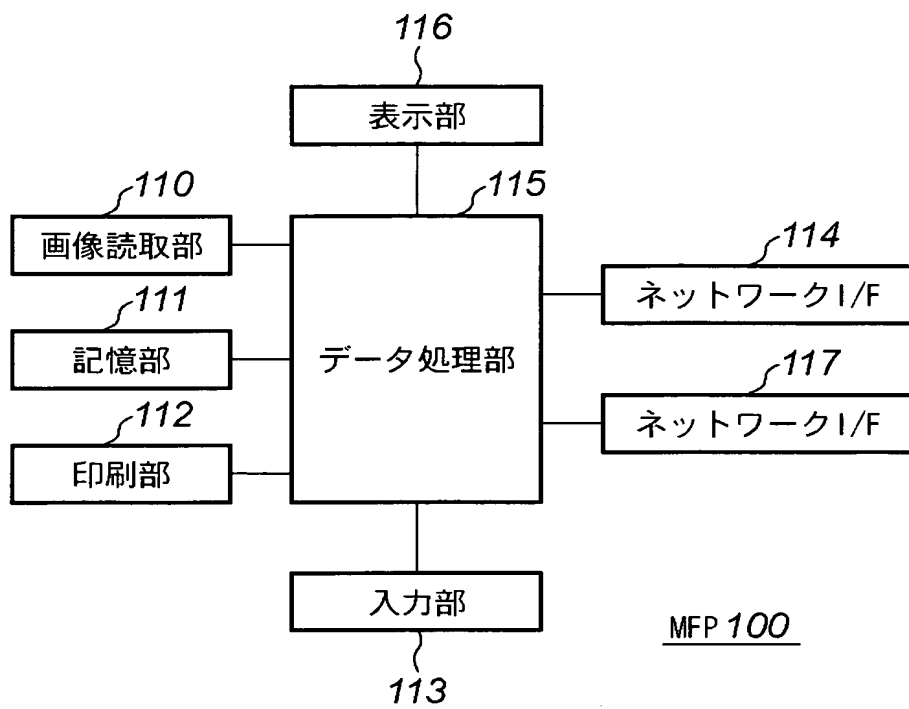 116
表示部
110
115
画像読取部
114
ネットワークI/F
111
記憶部
データ処理部
117
ネットワークI/F
112
印刷部
入力部
113
MFP 100